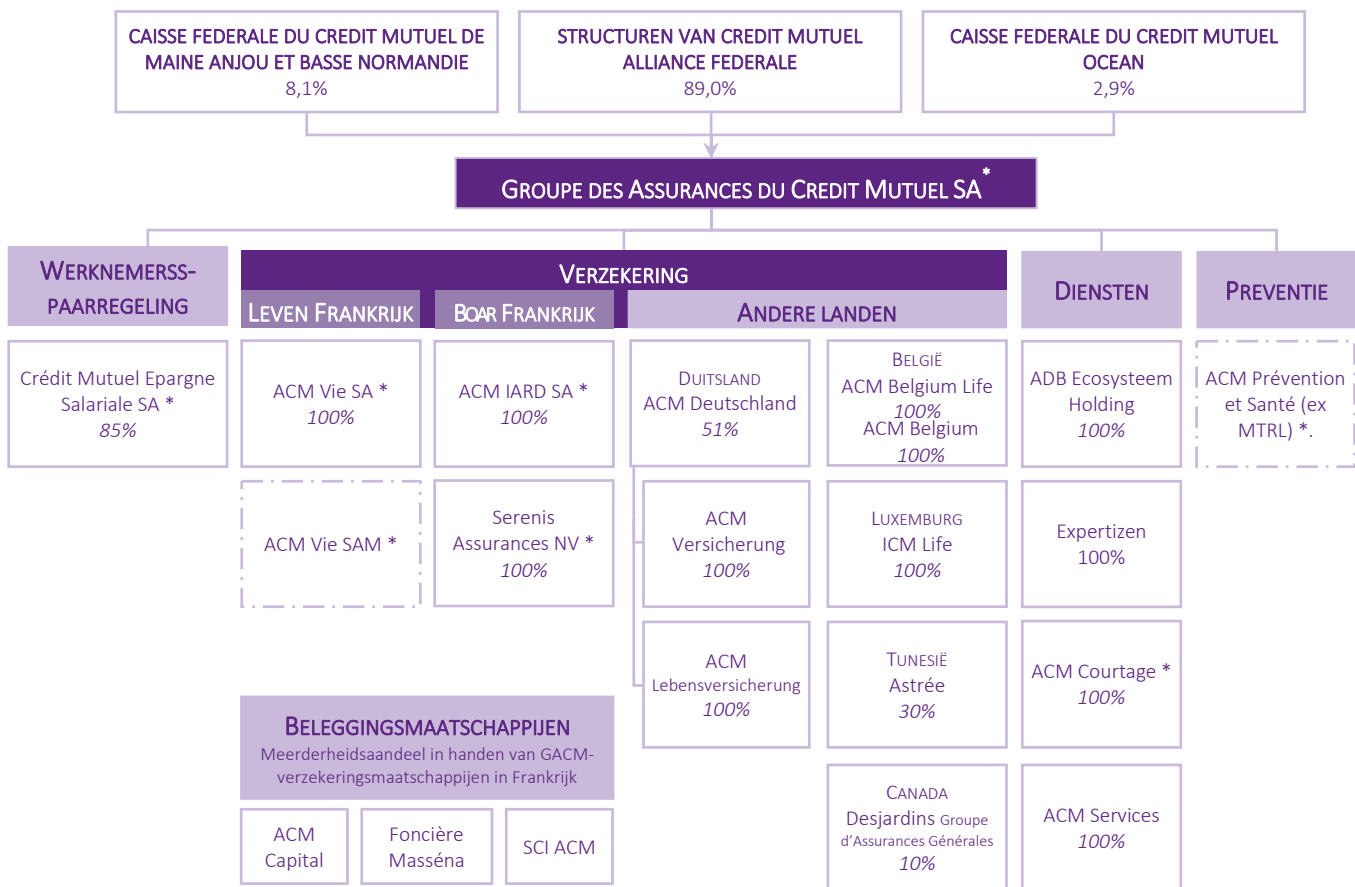 CAISSE FEDERALE DU CREDIT MUTUEL DE
MAINE ANJOU ET BASSE NORMANDIE
8,1%
STRUCTUREN VAN CREDIT MUTUEL
ALLIANCE FEDERALE
89,0%
CAISSE FEDERALE DU CREDIT MUTUEL
OCEAN
2,9%
GROUPE DES ASSURANCES DU CREDIT MUTUEL SA*
WERKNEMERSS-
PAARREGELING
VERZEKERING
LEVEN FRANKRIJK
BOAR FRANKRIJK
ANDERE LANDEN
DIENSTEN
PREVENTIE
Crédit Mutuel Epargne
Salariale SA *
85%
ACM Vie SA *
100%
ACM IARD SA *
100%
DUITSLAND
ACM Deutschland
51%
BELGIË
ACM Belgium Life
100%
ACM Belgium
100%
ADB Ecosysteem
Holding
100%
ACM Prévention
et Santé (ex
MTRL) *.
ACM Vie SAM *
Serenis
Assurances NV *
100%
ACM
Versicherung
100%
LUXEMBURG
ICM Life
100%
Expertizen
100%
ACM
Lebensversicherung
100%
TUNESIË
Astrée
30%
ACM Courtage *
100%
BELEGGINGSMAATSCHAPPIJEN
Meerderheidsaandeel in handen van GACM-
verzekeringsmaatschappijen in Frankrijk
ACM
Capital
Foncière
Masséna
SCI ACM
CANADA
Desjardins Groupe
d'Assurances Générales
10%
ACM Services
100%